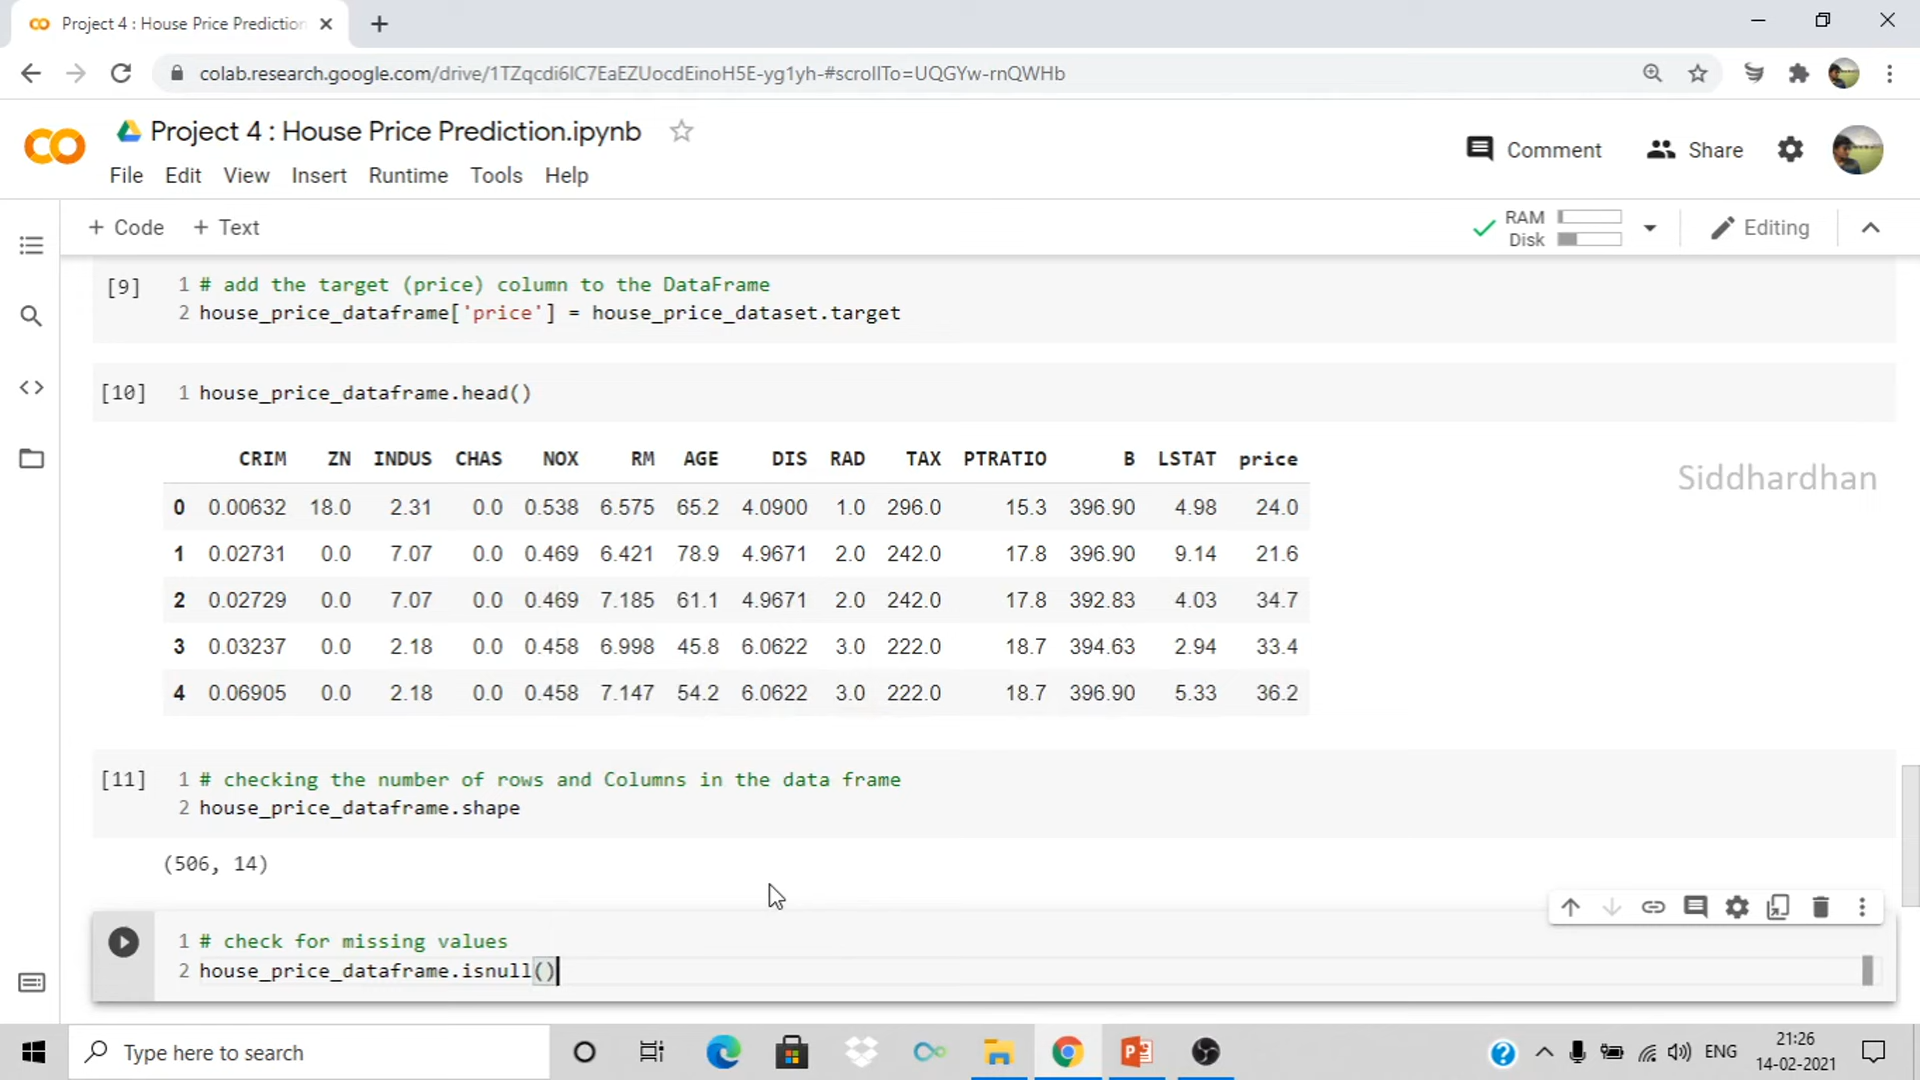 Project 4 : House Price Prediction
colab.research.google.com/drive/1TZqcdi6IC7EaEZUocdEinoH5E-yg1yh-#scrollTo=UQGYw-rnQWHb
Project 4 : House Price Prediction.ipynb
Comment
Share
File Edit View Insert Runtime Tools Help
+ Code + Text
RAM
Disk
Editing
[9] 1 # add the target (price) column to the DataFrame
2 house_price_dataframe['price'] = house_price_dataset.target
[10] 1 house_price_dataframe.head()
CRIM ZN INDUS CHAS NOX RM AGE DIS RAD TAX PTRATIO B LSTAT price
Siddhardhan
0 0.00632 18.0 2.31 0.0 0.538 6.575 65.2 4.0900 1.0 296.0 15.3 396.90 4.98 24.0
1 0.02731 0.0 7.07 0.0 0.469 6.421 78.9 4.9671 2.0 242.0 17.8 396.90 9.14 21.6
2 0.02729 0.0 7.07 0.0 0.469 7.185 61.1 4.9671 2.0 242.0 17.8 392.83 4.03 34.7
3 0.03237 0.0 2.18 0.0 0.458 6.998 45.8 6.0622 3.0 222.0 18.7 394.63 2.94 33.4
4 0.06905 0.0 2.18 0.0 0.458 7.147 54.2 6.0622 3.0 222.0 18.7 396.90 5.33 36.2
[11] 1 # checking the number of rows and Columns in the data frame
2 house_price_dataframe.shape
(506, 14)
1 # check for missing values
2 house_price_dataframe.isnull()
Type here to search
ENG
21:26
14-02-2021